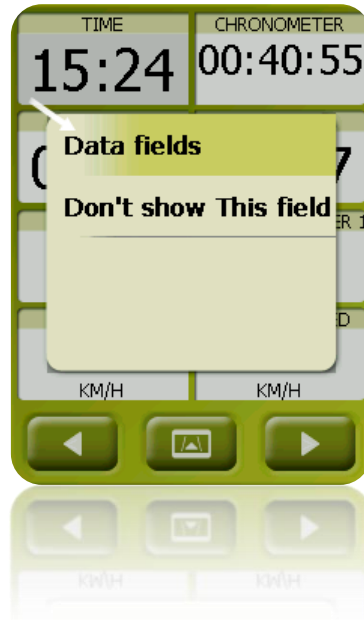 TIME CHRONOMETER
15:24 00:40:55
Data fields
Don't show This field
KM/H KM/H